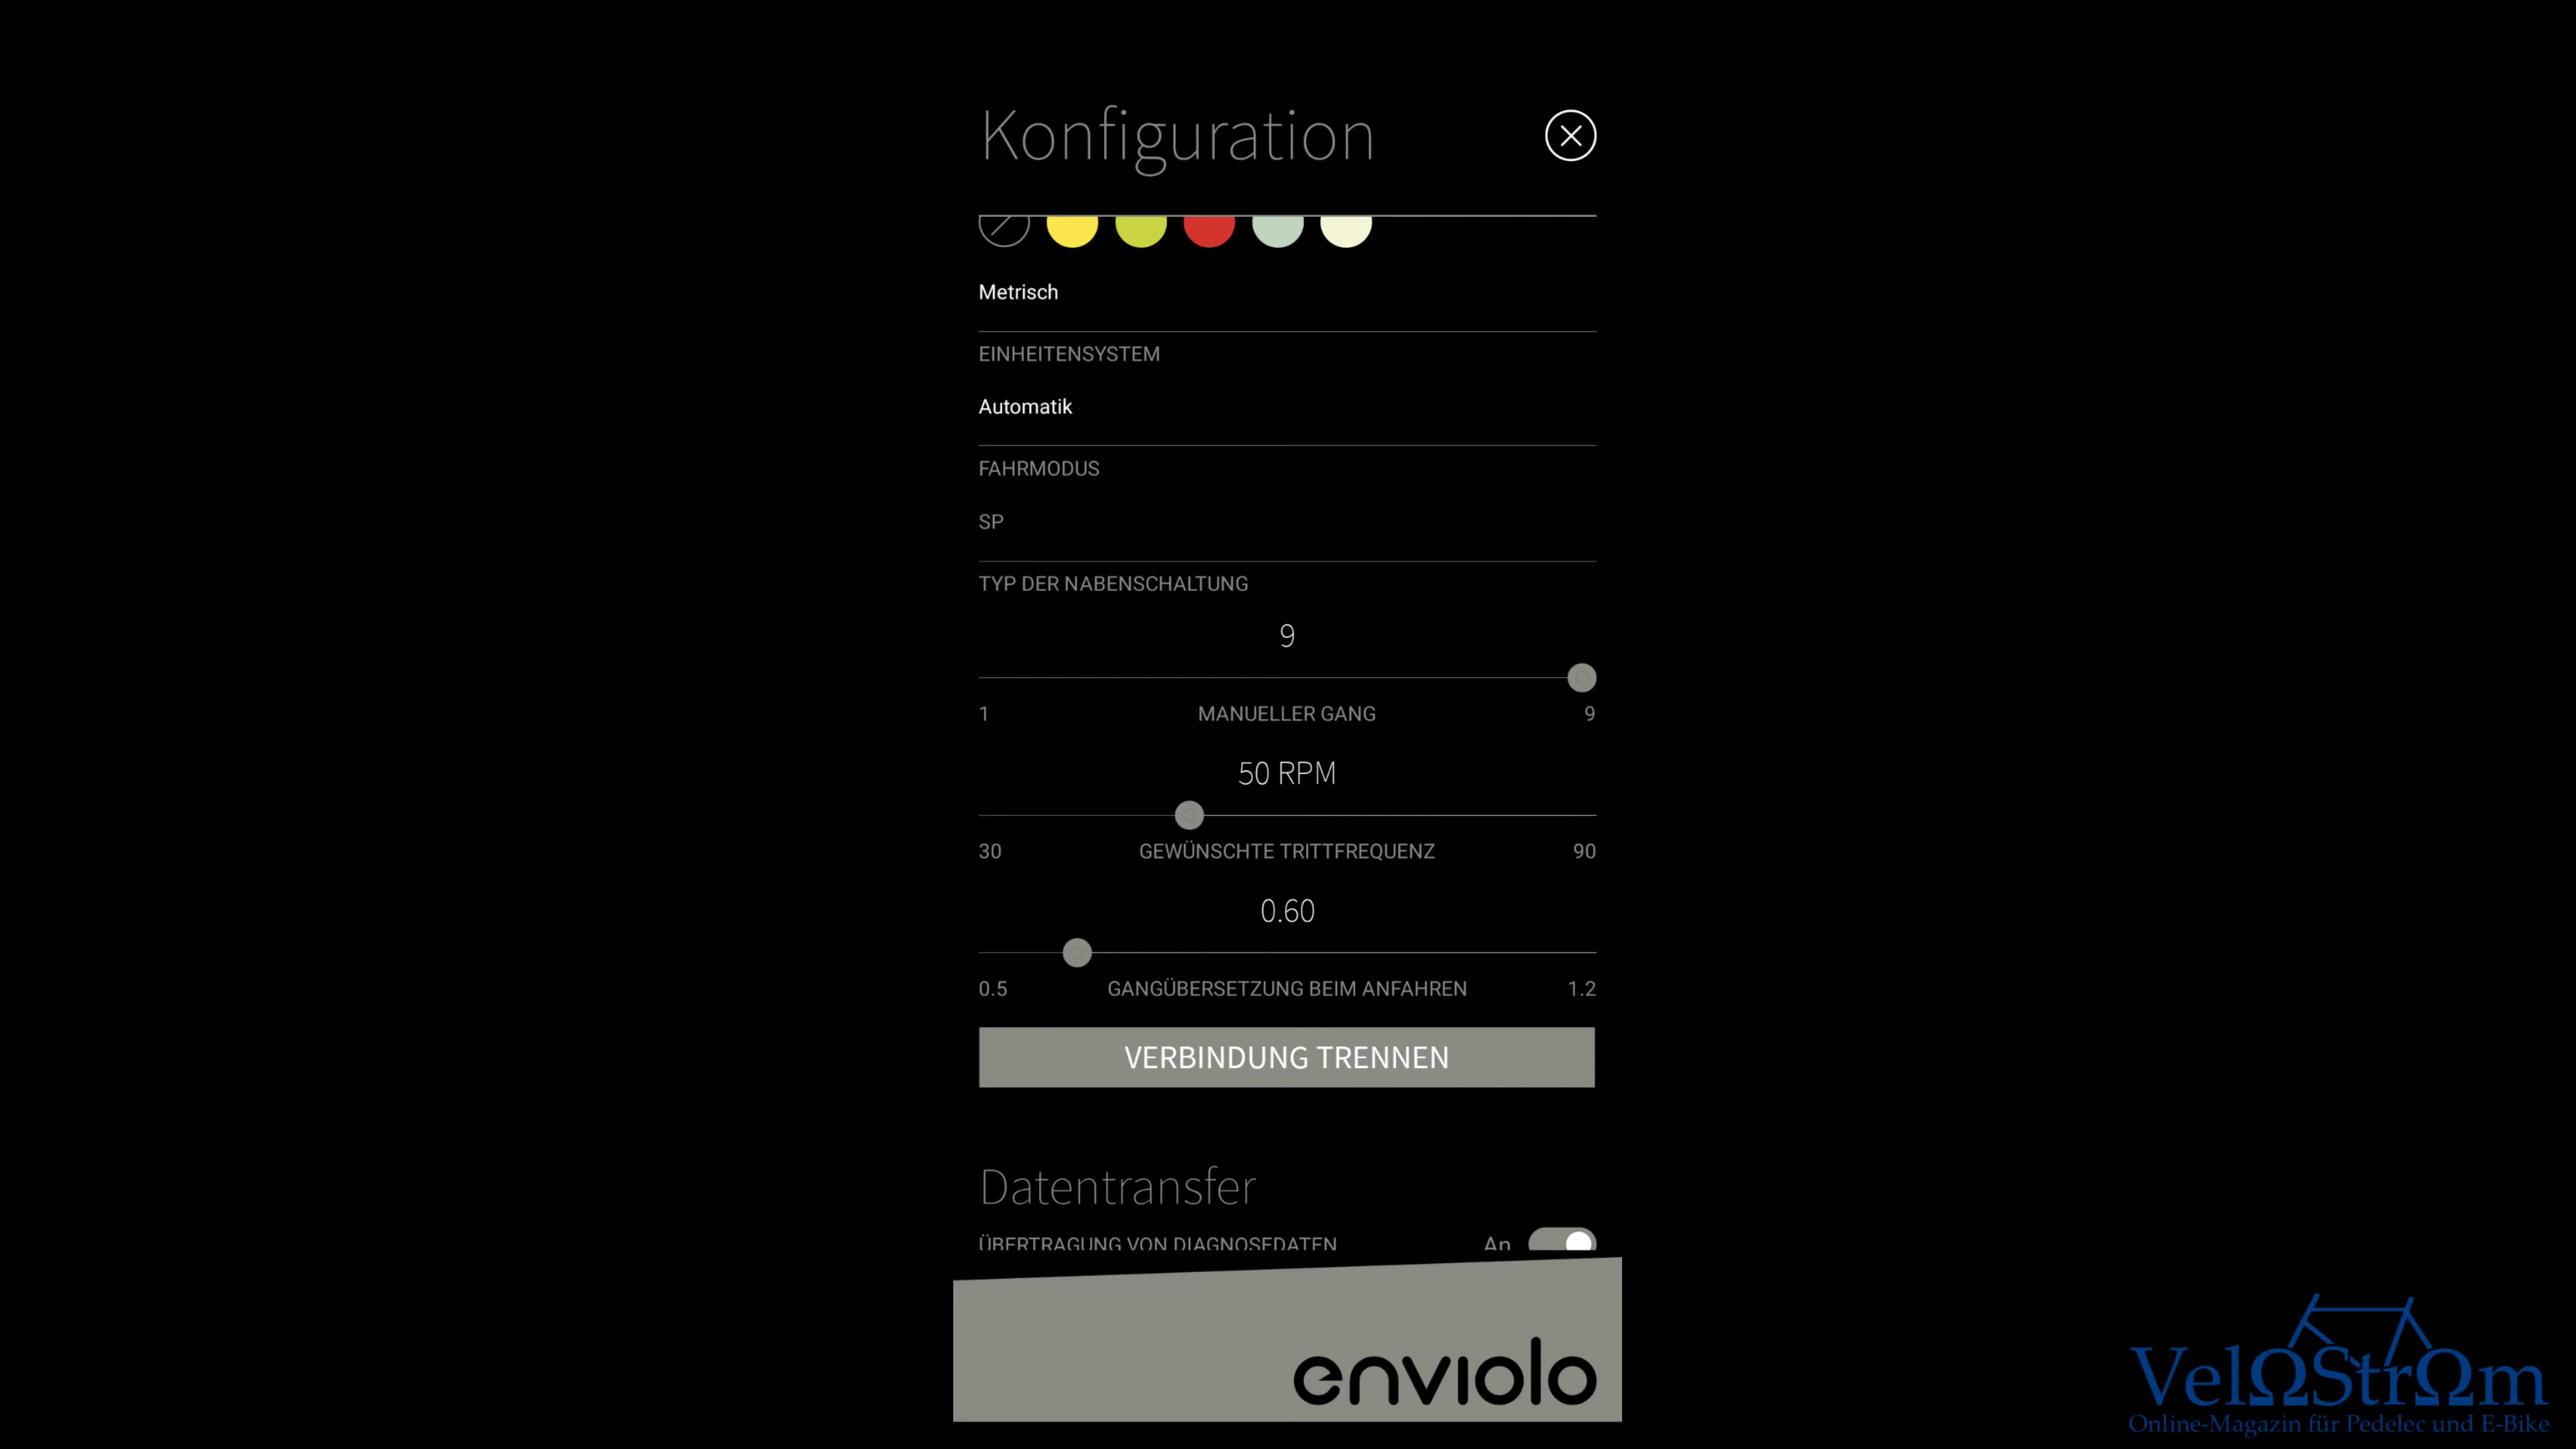 Konfiguration
Metrisch
EINHEITENSYSTEM
Automatik
FAHRMODUS
SP
TYP DER NABENSCHALTUNG
9
1 MANUELLER GANG 9
50 RPM
30 GEWÜNSCHTE TRITTFREQUENZ 90
0.60
0.5 GANGÜBERSETZUNG BEIM ANFAHREN 1.2
VERBINDUNG TRENNEN
Datentransfer
ÜBERTRAGUNG VON DIAGNOSEDATEN An
enviolo
VelΩStrΩm
Online-Magazin für Pedelec und E-Bike